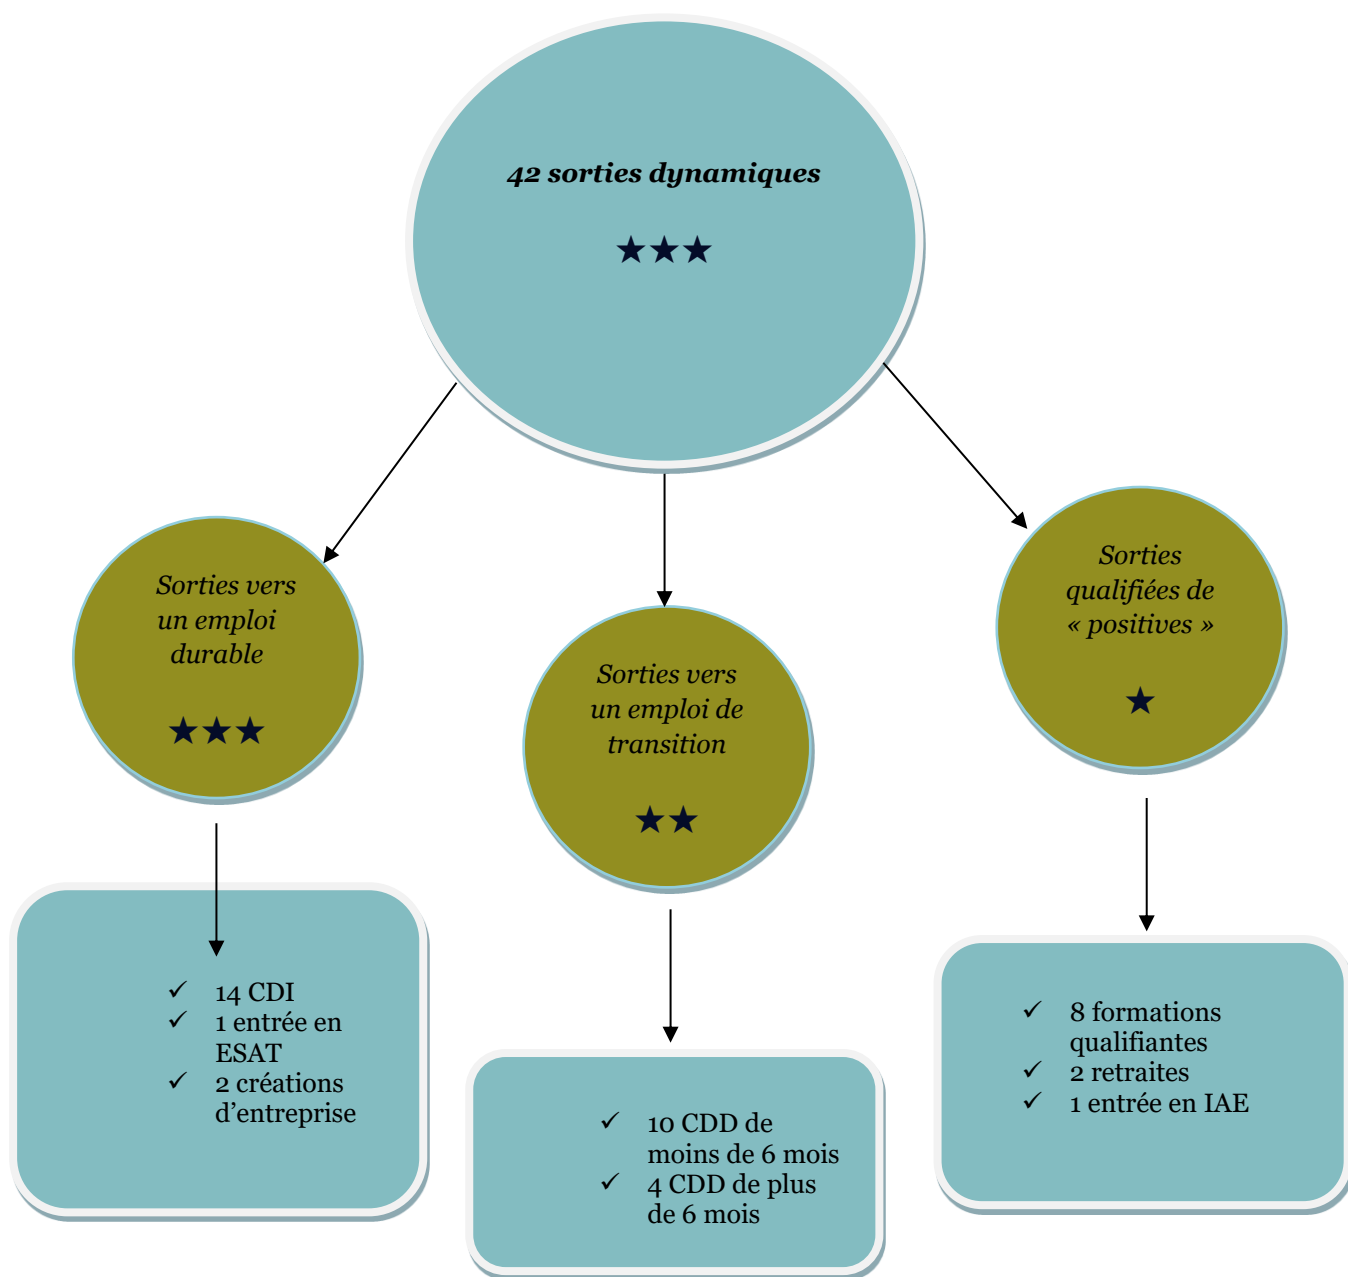 42 sorties dynamiques
★★★
Sorties vers
un emploi
durable
★★★
Sorties vers
un emploi de
transition
★★
Sorties
qualifiées de
« positives »
★
✓ 14 CDI
✓ 1 entrée en
ESAT
✓ 2 créations
d’entreprise
✓ 10 CDD de
moins de 6 mois
✓ 4 CDD de plus
de 6 mois
✓ 8 formations
qualifiantes
✓ 2 retraites
✓ 1 entrée en IAE